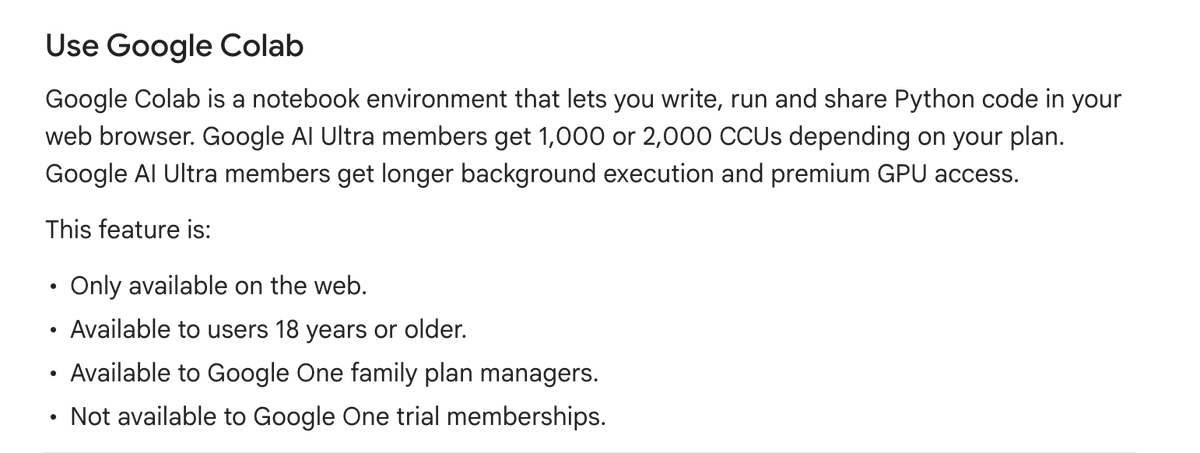 Use Google Colab
Google Colab is a notebook environment that lets you write, run and share Python code in your
web browser. Google AI Ultra members get 1,000 or 2,000 CCUs depending on your plan.
Google AI Ultra members get longer background execution and premium GPU access.
This feature is:
• Only available on the web.
• Available to users 18 years or older.
• Available to Google One family plan managers.
• Not available to Google One trial memberships.